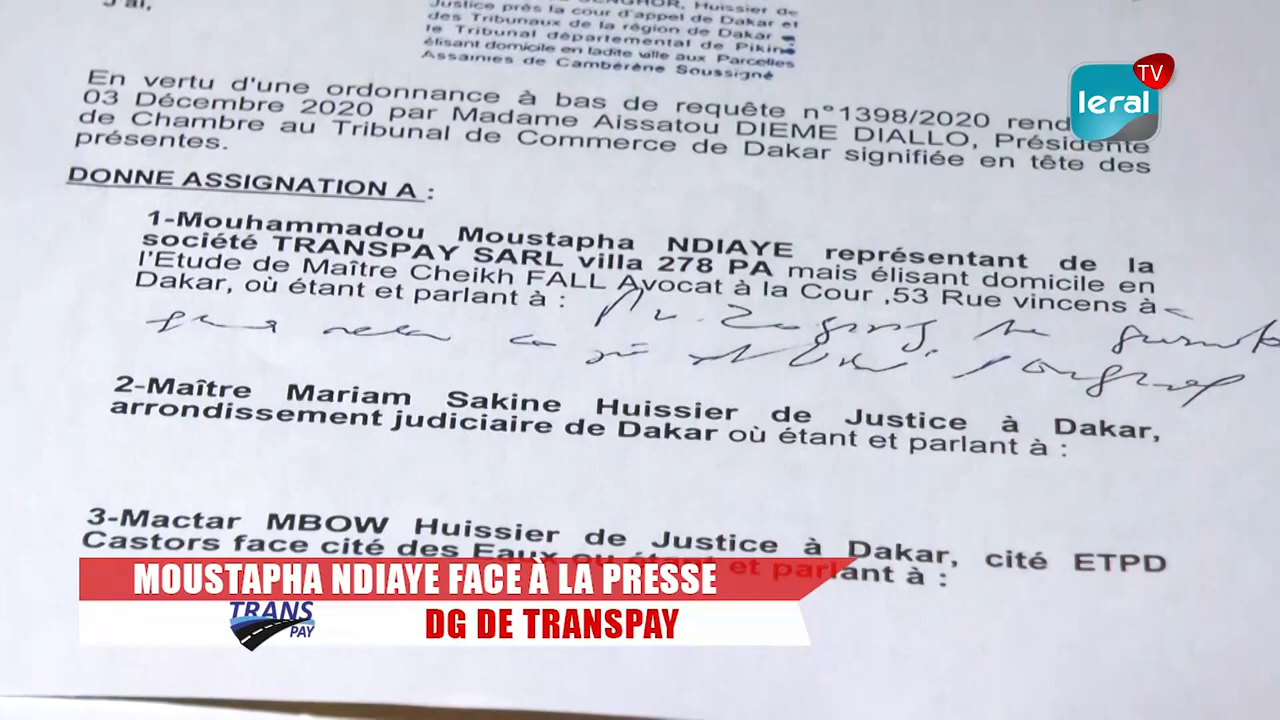 J'ai,
Huissier de
Justice près la cour d'appel de Dakar et
des Tribunaux de la région de Dakar
le Tribunal départemental de Pikine
élisant domicile en ladite ville aux Parcelles
Assainies de Cambérène Soussigné
En vertu d'une ordonnance à bas de requête n°1398/2020
03 Décembre 2020 par Madame Aissatou DIEME DIALLO, Présidente
de Chambre au Tribunal de Commerce de Dakar signifiée en tête des
présentes.
DONNE ASSIGNATION A :
1-Mouhammadou Moustapha NDIAYE représentant de la
société TRANSPAY SARL villa 278 PA mais élisant domicile en
l'Etude de Maître Cheikh FALL Avocat à la Cour ,53 Rue vincens à
Dakar, où étant et parlant à :
2-Maître Mariam Sakine Huissier de Justice à Dakar,
arrondissement judiciaire de Dakar où étant et parlant à :
3-Mactar MBOW Huissier de Justice à Dakar, cité ETPD
Castors face cité des Eaux ou étant et parlant à :
leral TV
MOUSTAPHA NDIAYE FACE À LA PRESSE
TRANS
PAY
DG DE TRANSPAY